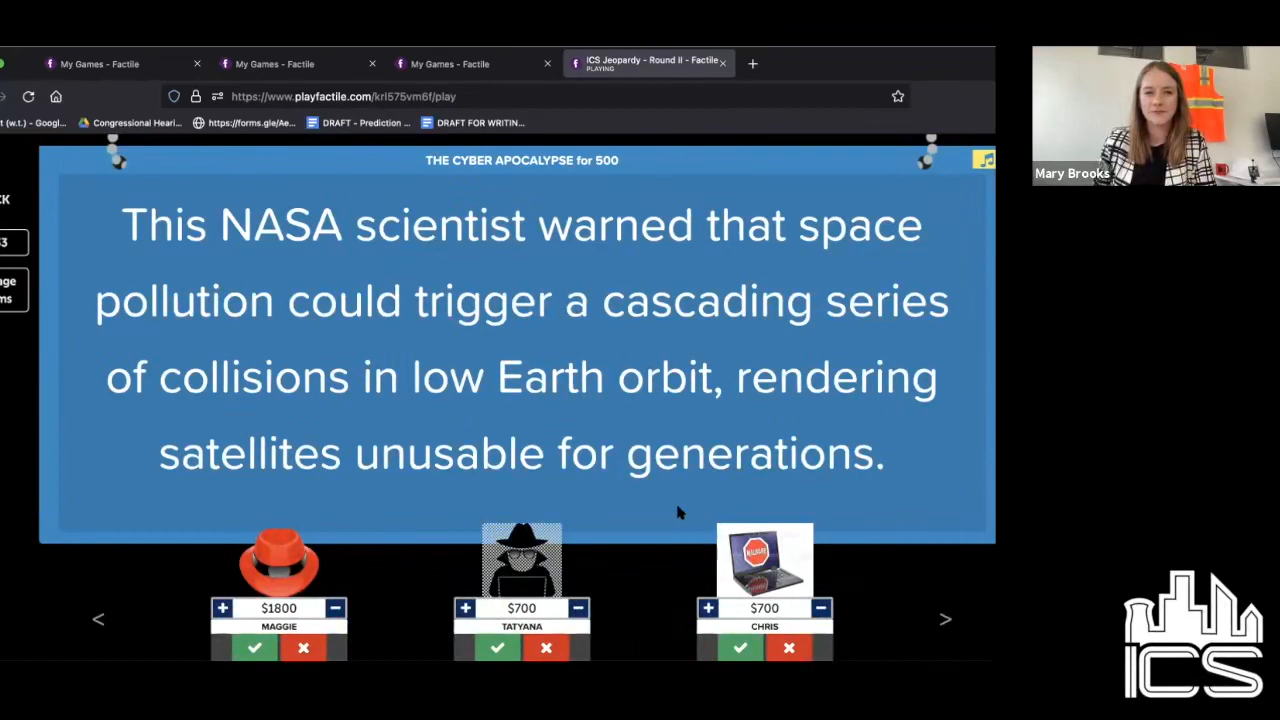 My Games - Factile
My Games - Factile
My Games - Factile
ICS Jeopardy - Round II - Factile
PLAYING
https://www.playfactile.com/krl575vm6f/play
t (w.t.) - Googl...
Congressional Heari...
https://forms.gle/Ae...
DRAFT - Prediction ...
DRAFT FOR WRITIN...
THE CYBER APOCALYPSE for 500
CK
This NASA scientist warned that space
pollution could trigger a cascading series
of collisions in low Earth orbit, rendering
satellites unusable for generations.
Mary Brooks
MALWARE
+ $1800 −
MAGGIE
+ $700 −
TATYANA
+ $700 −
CHRIS
< >
ICS